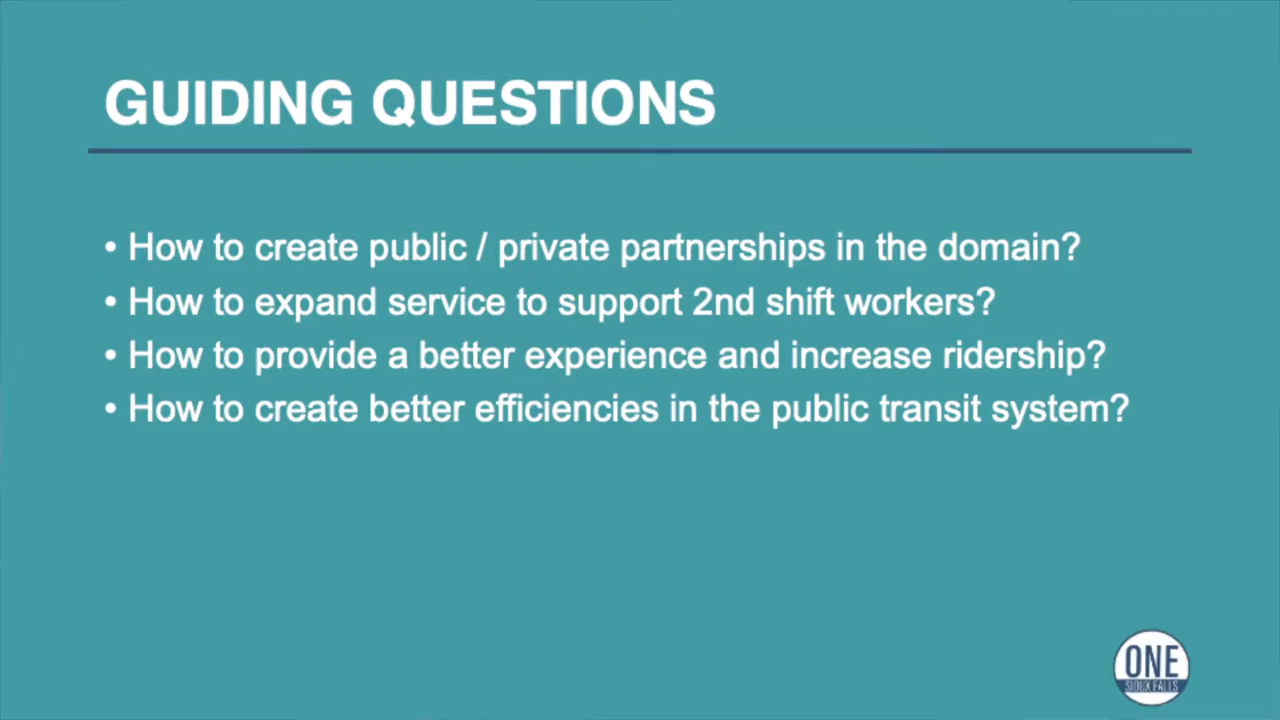 GUIDING QUESTIONS
• How to create public / private partnerships in the domain?
• How to expand service to support 2nd shift workers?
• How to provide a better experience and increase ridership?
• How to create better efficiencies in the public transit system?
ONE
SIOUX FALLS